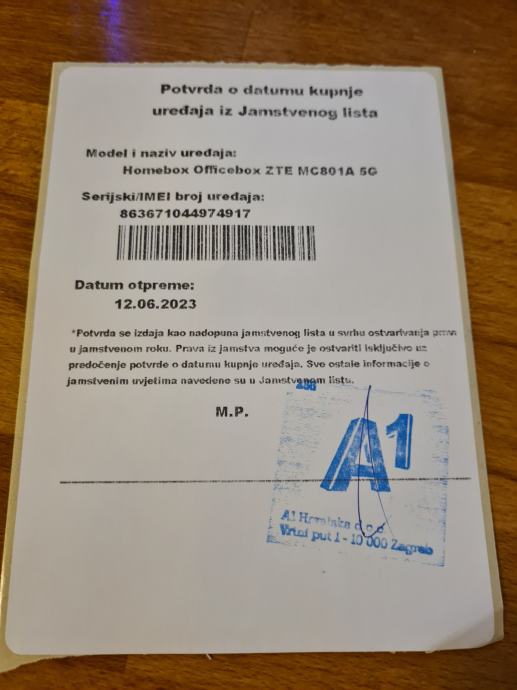 Potvrda o datumu kupnje
uređaja iz Jamstvenog lista
Model i naziv uređaja:
Homebox Officebox ZTE MC801A 5G
Serijski/IMEI broj uređaja:
863671044974917
Datum otpreme:
12.06.2023
*Potvrda se izdaja kao nadopuna jamstvenog lista u svrhu ostvarivanja prava
u jamstvenom roku. Prava iz jamstva moguće je ostvariti isključivo uz
predočenje potvrde o datumu kupnje uređaja. Sve ostale informacije o
jamstvenim uvjetima navedene su u Jamstvenom listu.
M.P.
A1
A1 Hrvatska d.o.o
Vrtni put 1 - 10 000 Zagreb